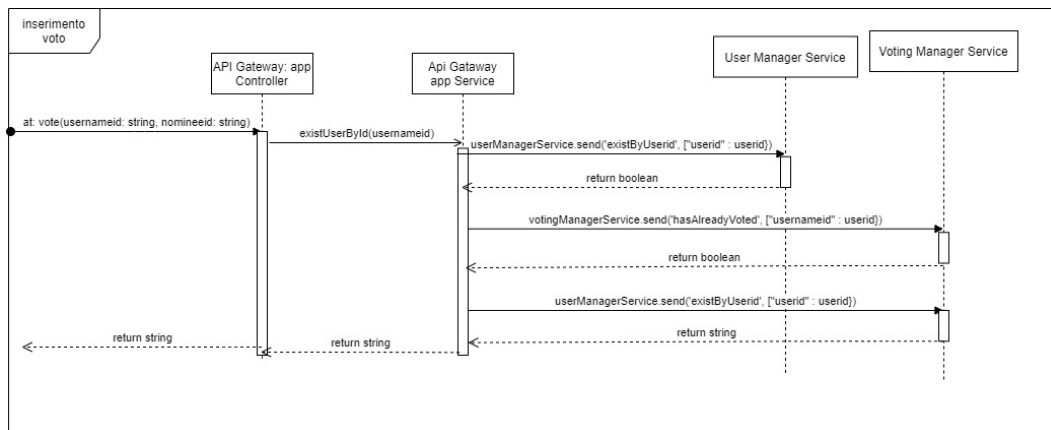 inserimento
voto
API Gateway: app
Controller
Api Gataway
app Service
User Manager Service
Voting Manager Service
at: vote(usernameid: string, nomineeid: string)
existUserById(usernameid)
userManagerService.send('existByUserid', ["userid" : userid})
return boolean
votingManagerService.send('hasAlreadyVoted', ["usernameid" : userid})
return boolean
userManagerService.send('existByUserid', ["userid" : userid})
return string
return string
return string